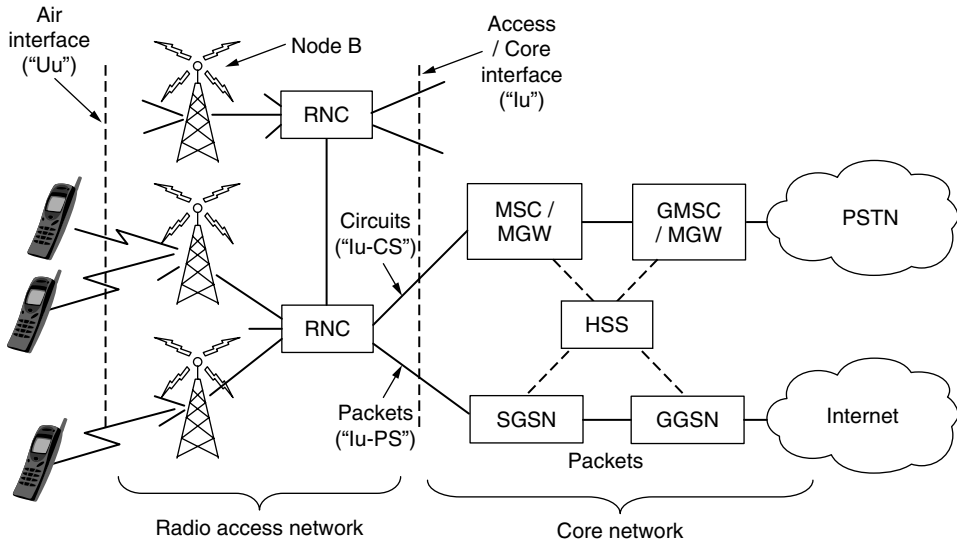 Air
interface
(“Uu”)
Node B
Access
/ Core
interface
(“Iu”)
RNC
Circuits
(“Iu-CS”)
MSC /
MGW
GMSC
/ MGW
PSTN
RNC
HSS
Packets
(“Iu-PS”)
SGSN
GGSN
Internet
Packets
Radio access network
Core network